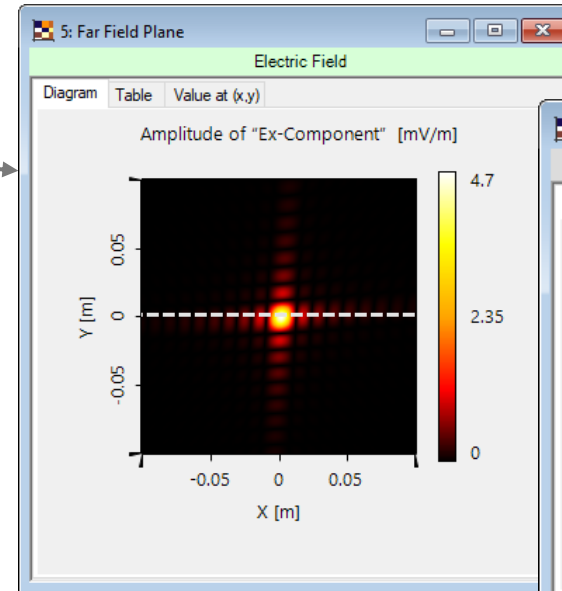 5: Far Field Plane
Electric Field
Diagram Table Value at (x,y)
Amplitude of "Ex-Component" [mV/m]
4.7
2.35
0
Y [m]
0.05
0
-0.05
-0.05 0 0.05
X [m]